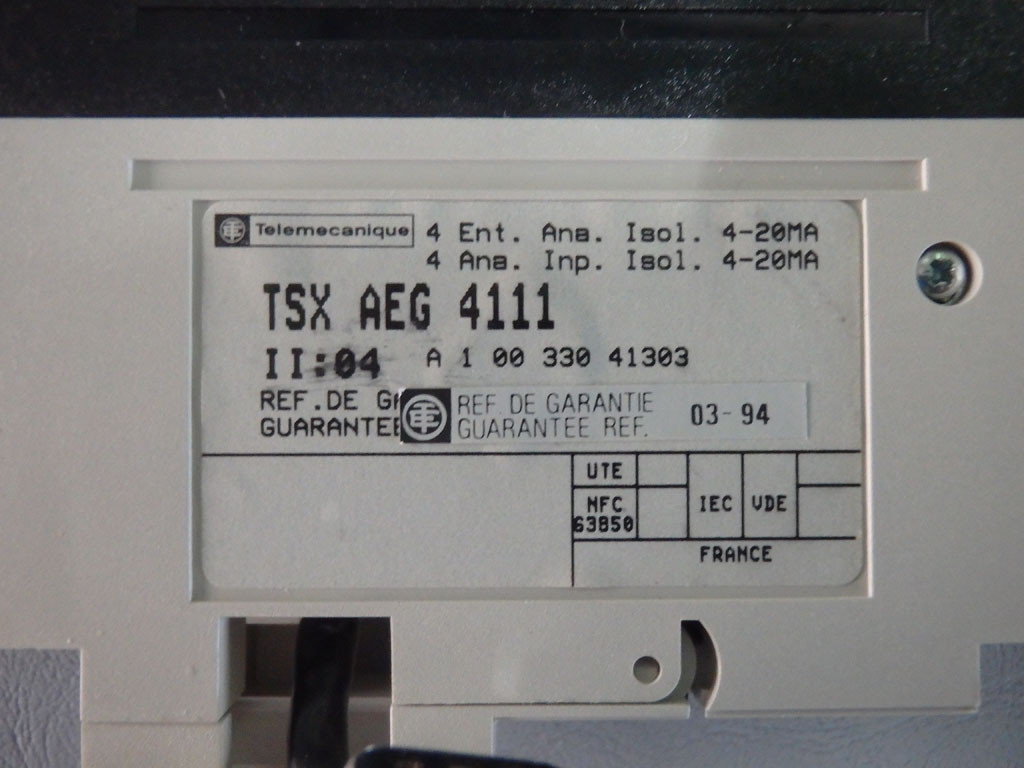 Telemecanique
4 Ent. Ana. Isol. 4-20MA
4 Ana. Inp. Isol. 4-20MA
TSX AEG 4111
II:04 A 1 00 330 41303
REF.DE
GUARANTEE
REF. DE GARANTIE
GUARANTEE REF.
03-94
UTE
NFC
63850
IEC
VDE
FRANCE